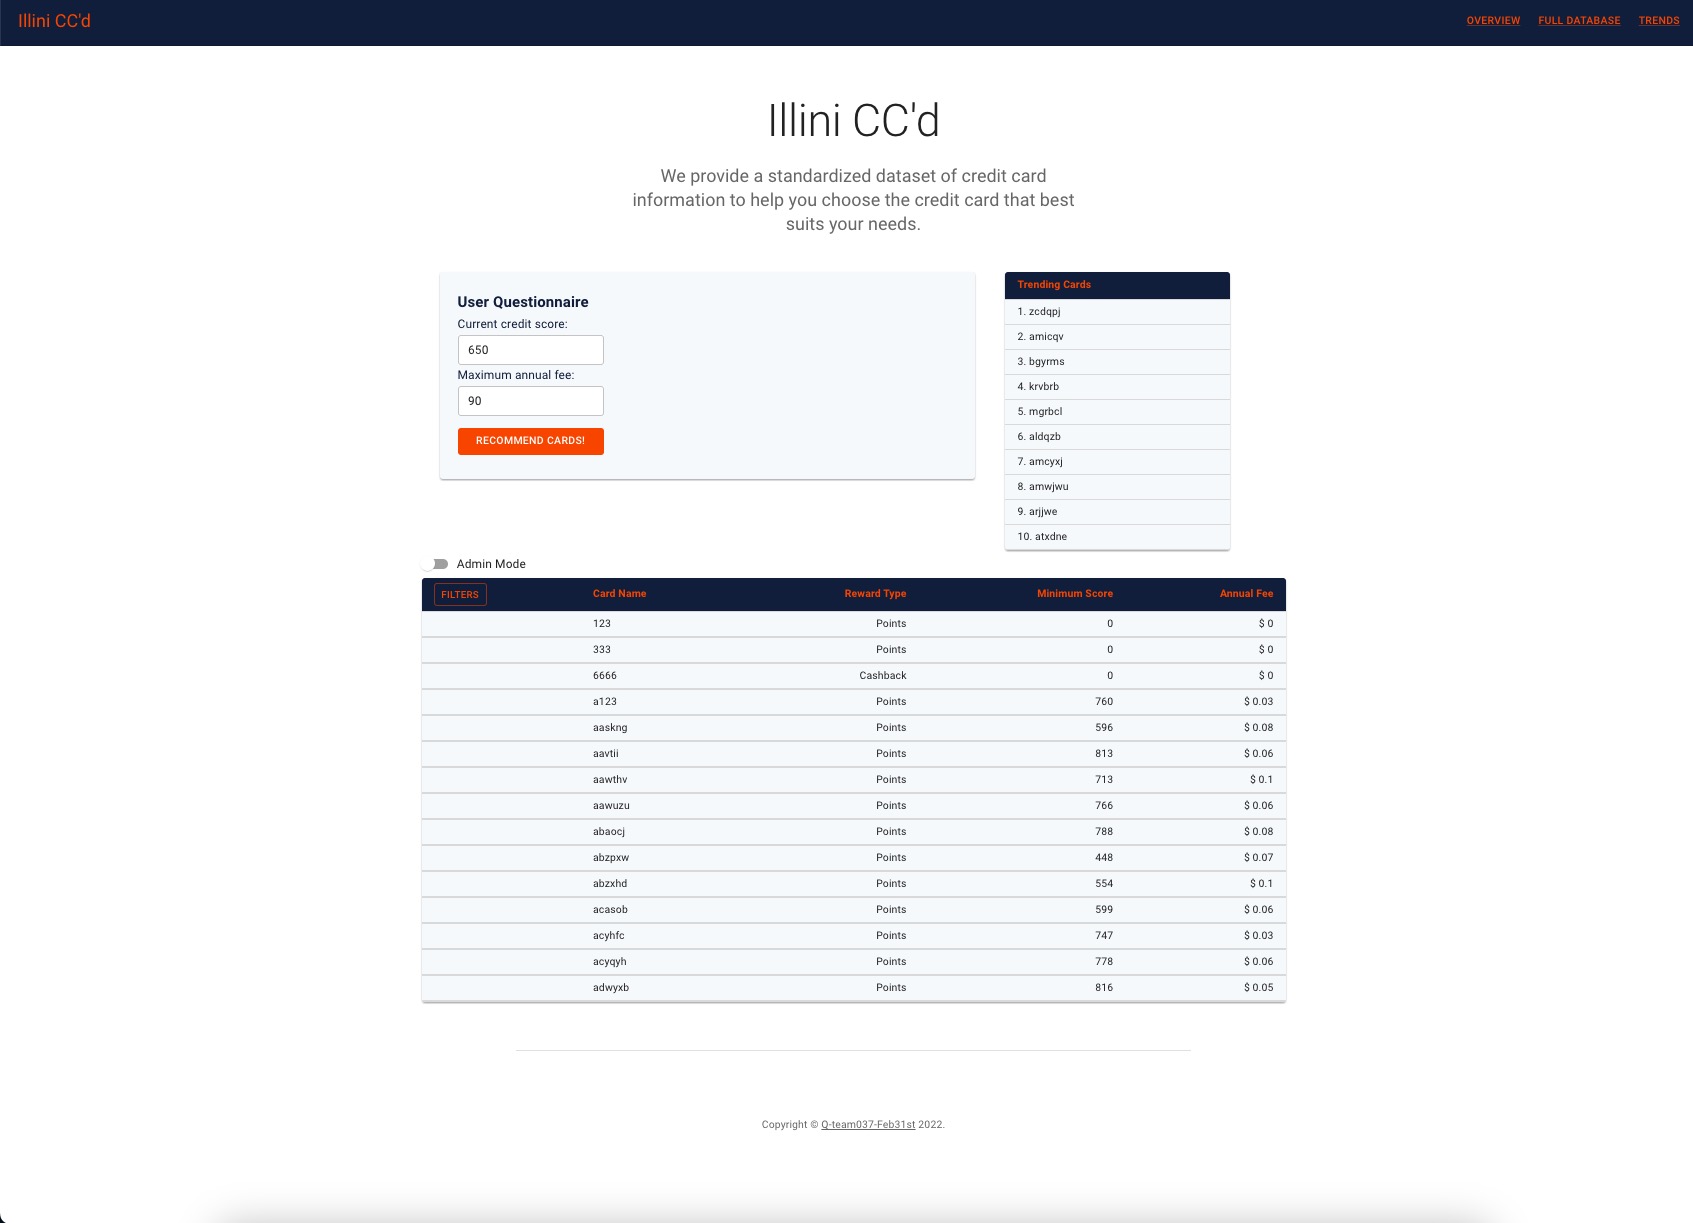 Illini CC'd
OVERVIEW FULL DATABASE TRENDS
Illini CC'd
We provide a standardized dataset of credit card
information to help you choose the credit card that best
suits your needs.
User Questionnaire
Current credit score:
650
Maximum annual fee:
90
RECOMMEND CARDS!
Trending Cards
1. zcdqpj
2. amicqv
3. bgyrms
4. krvbrb
5. mgrbcl
6. aldqzb
7. amcyxj
8. amwjwu
9. arjjwe
10. atxdne
Admin Mode
FILTERS Card Name Reward Type Minimum Score Annual Fee
123 Points 0 $ 0
333 Points 0 $ 0
6666 Cashback 0 $ 0
a123 Points 760 $ 0.03
aaskng Points 596 $ 0.08
aavtii Points 813 $ 0.06
aawthv Points 713 $ 0.1
aawuzu Points 766 $ 0.06
abaocj Points 788 $ 0.08
abzpxw Points 448 $ 0.07
abzxhd Points 554 $ 0.1
acasob Points 599 $ 0.06
acyhfc Points 747 $ 0.03
acyqyh Points 778 $ 0.06
adwyxb Points 816 $ 0.05
Copyright © Q-team037-Feb31st 2022.